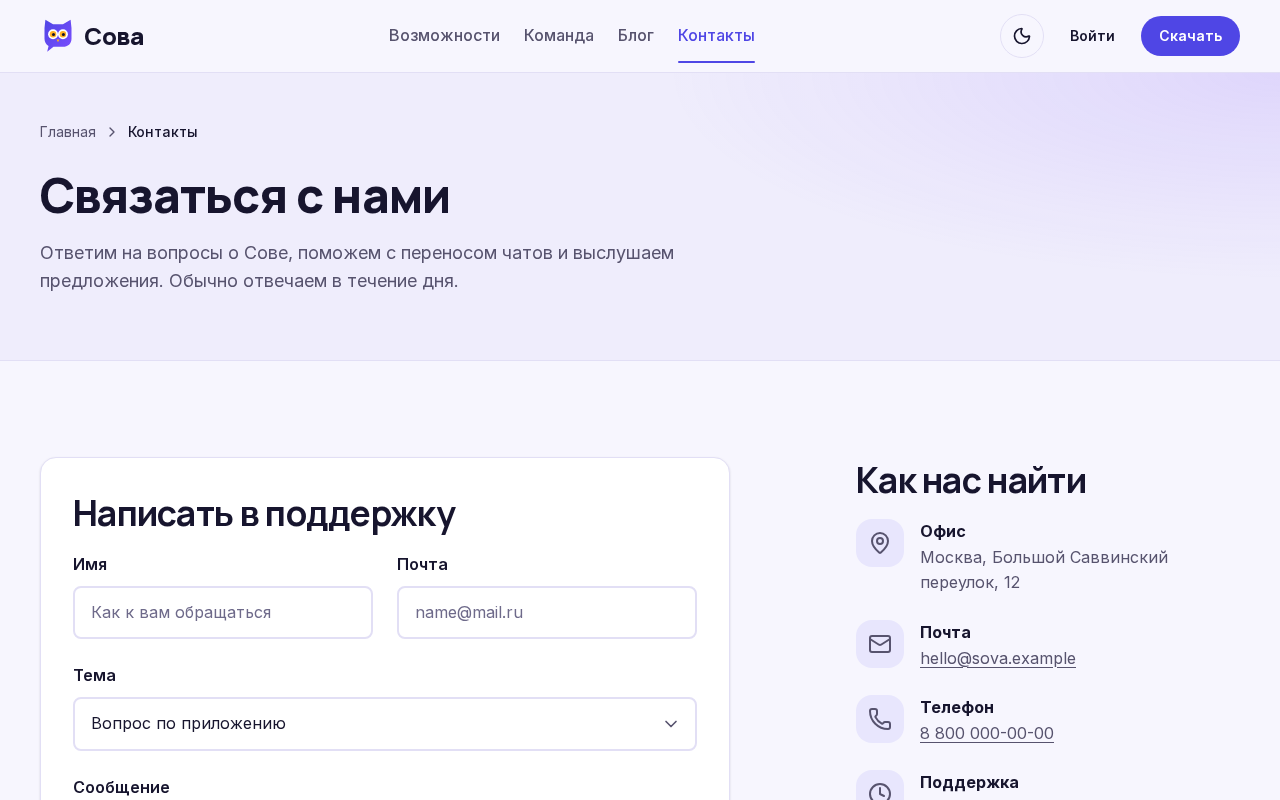 Сова
Возможности
Команда
Блог
Контакты
Войти
Скачать
Главная
Контакты
Связаться с нами
Ответим на вопросы о Сове, поможем с переносом чатов и выслушаем
предложения. Обычно отвечаем в течение дня.
Написать в поддержку
Имя
Почта
Как к вам обращаться
name@mail.ru
Тема
Вопрос по приложению
Сообщение
Как нас найти
Офис
Москва, Большой Саввинский
переулок, 12
Почта
hello@sova.example
Телефон
8 800 000-00-00
Поддержка